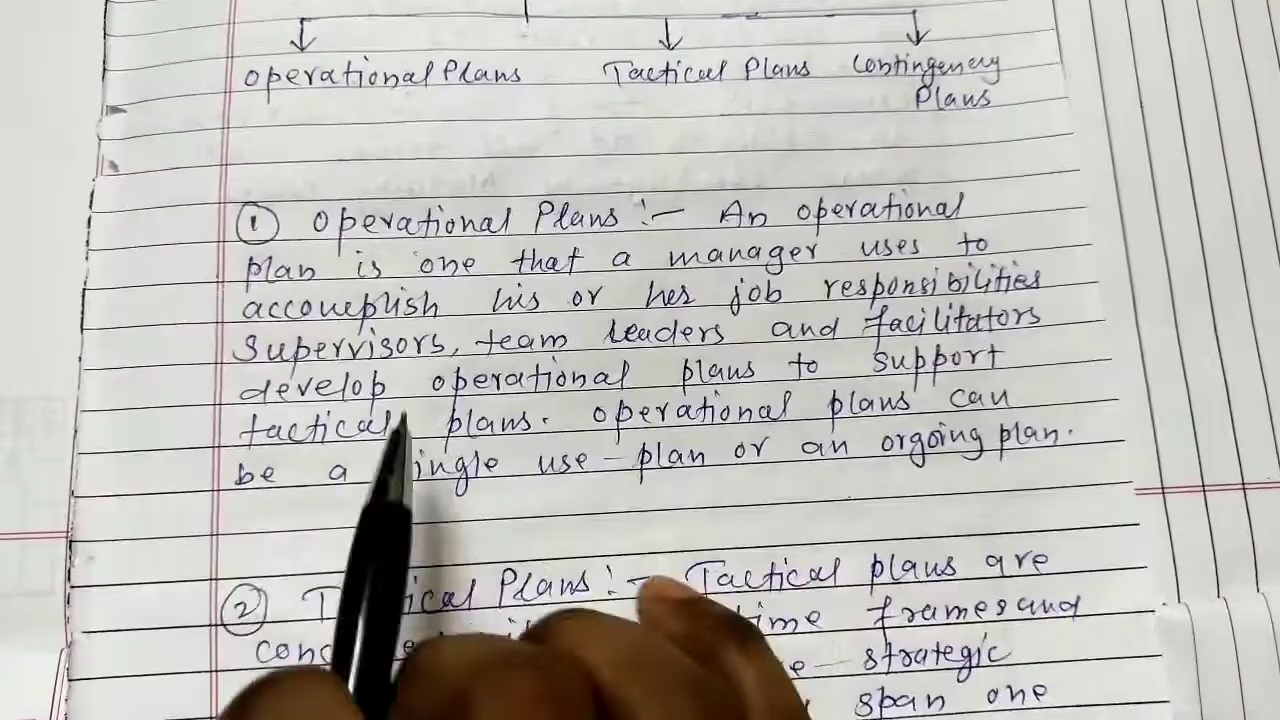 Operational Plans Tactical Plans Contingency
Plans
① Operational Plans :- An operational
plan is one that a manager uses to
accomplish his or her job responsibilities
Supervisors, team leaders and facilitators
develop operational plans to support
tactical plans. operational plans can
be a ingle use - plan or an orgoing plan.
② T ical Plans :- Tactical plans are
conc time frames and
strategic
span one